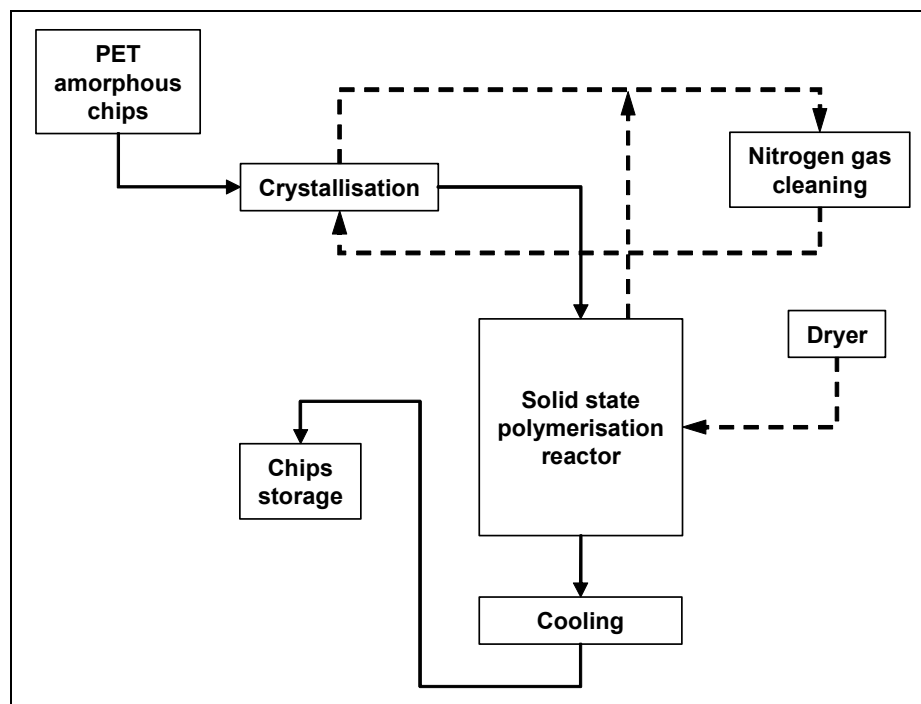 PET
amorphous
chips
Crystallisation
Nitrogen gas
cleaning
Dryer
Solid state
polymerisation
reactor
Chips
storage
Cooling